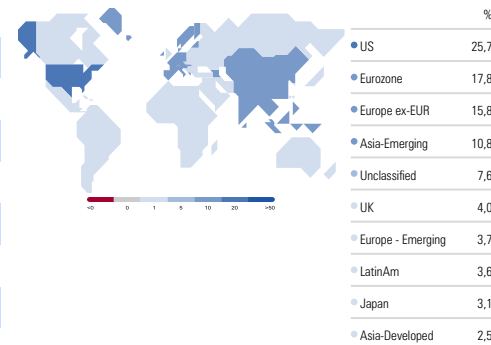 %
US 25,7
Eurozone 17,8
Europe ex-EUR 15,8
Asia-Emerging 10,8
Unclassified 7,6
UK 4,0
Europe - Emerging 3,7
LatinAm 3,6
Japan 3,1
Asia-Developed 2,5
<0 0 1 5 10 20 >50